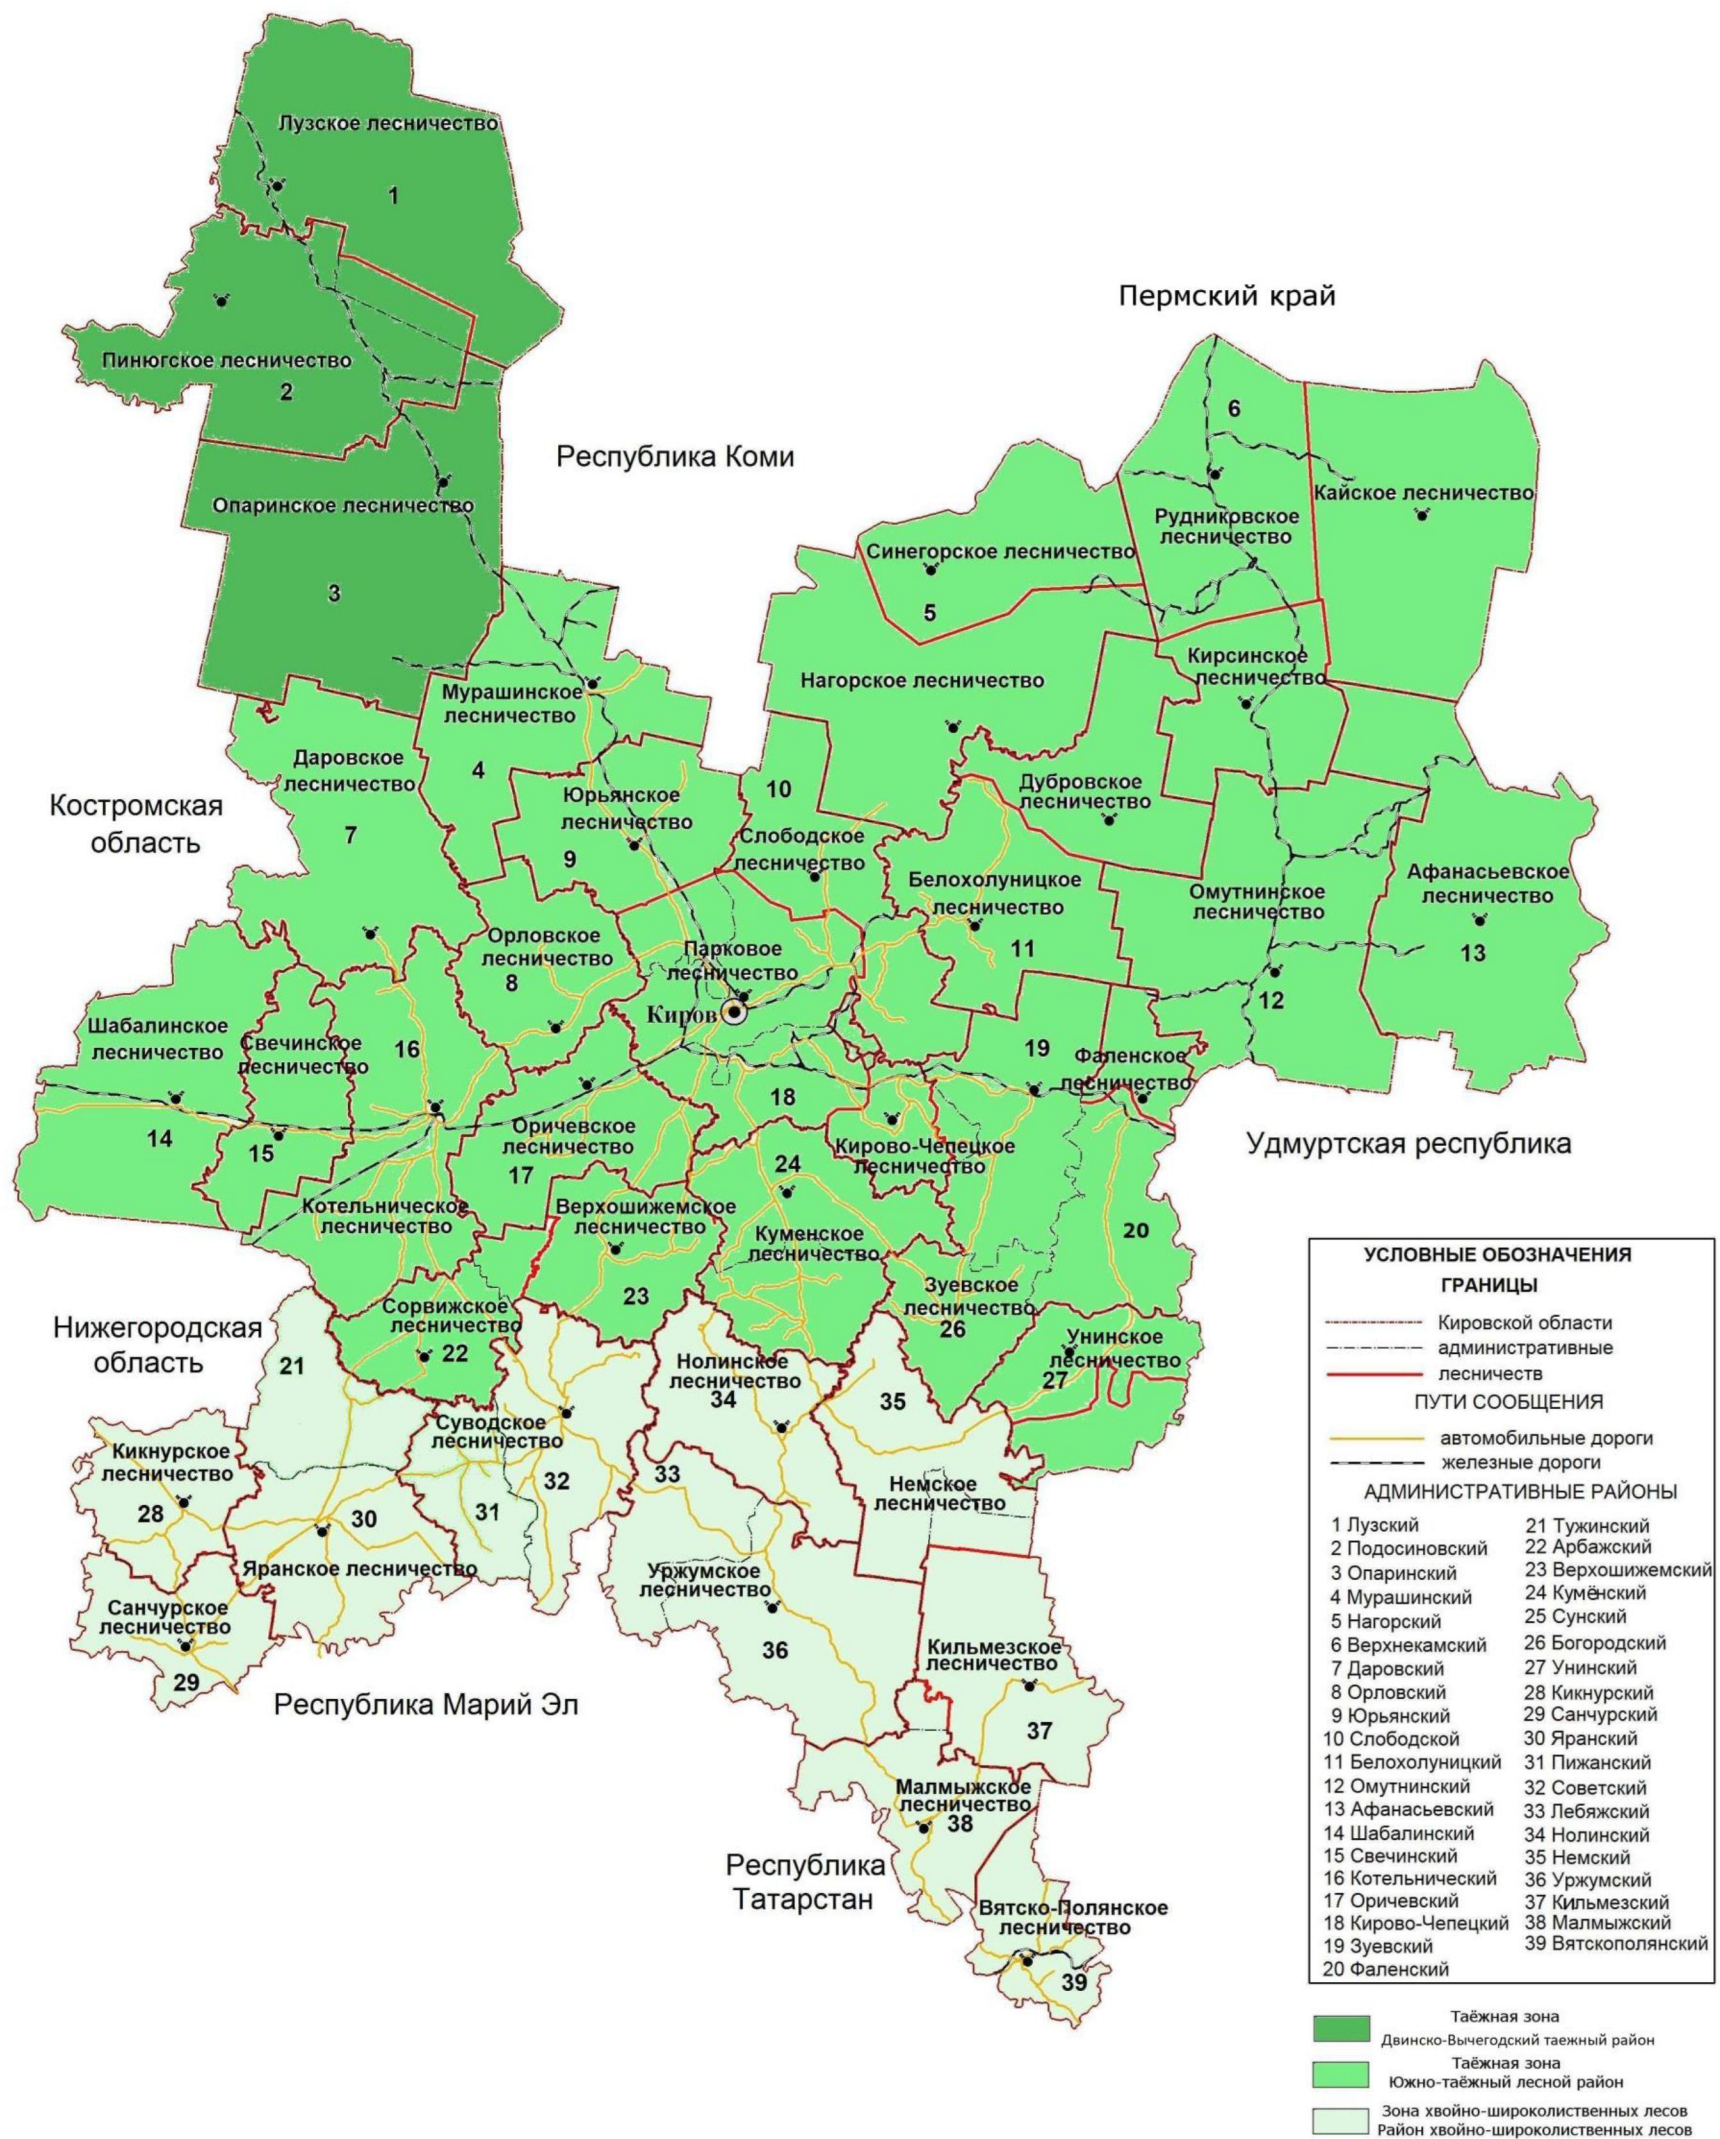 Лузское лесничество
1
Пермский край
Пинюгское лесничество
2
6
Республика Коми
Кайское лесничество
Опаринское лесничество
Рудниковское
лесничество
Синегорское лесничество
3
5
Кирсинское
лесничество
Нагорское лесничество
Мурашинское
лесничество
4
Даровское
лесничество
7
Костромская
область
Юрьянское
лесничество
9
10
Слободское
лесничество
Дубровское
лесничество
Белохолуницкое
лесничество
11
Омутнинское
лесничество
12
Афанасьевское
лесничество
13
Орловское
лесничество
8
Парковое
лесничество
Киров
Шабалинское
лесничество
14
Свечинское
лесничество
15
16
19
Фаленское
лесничество
18
Оричевское
лесничество
17
Кирово-Чепецкое
лесничество
Удмуртская республика
24
Котельническое
лесничество
Верхошижемское
лесничество
23
Куменское
лесничество
20
Зуевское
лесничество
26
Нижегородская
область
Сорвижское
лесничество
22
21
Унинское
лесничество
27
Нолинское
лесничество
34
35
Суводское
лесничество
Кикнурское
лесничество
28
33
32
31
30
Яранское лесничество
Немское
лесничество
Уржумское
лесничество
36
Санчурское
лесничество
29
Кильмезское
лесничество
37
Республика Марий Эл
Малмыжское
лесничество
38
Республика
Татарстан
Вятско-Полянское
лесничество
39
УСЛОВНЫЕ ОБОЗНАЧЕНИЯ
ГРАНИЦЫ
Кировской области
административные
лесничеств
ПУТИ СООБЩЕНИЯ
автомобильные дороги
железные дороги
АДМИНИСТРАТИВНЫЕ РАЙОНЫ
1 Лузский
2 Подосиновский
3 Опаринский
4 Мурашинский
5 Нагорский
6 Верхнекамский
7 Даровский
8 Орловский
9 Юрьянский
10 Слободской
11 Белохолуницкий
12 Омутнинский
13 Афанасьевский
14 Шабалинский
15 Свечинский
16 Котельнический
17 Оричевский
18 Кирово-Чепецкий
19 Зуевский
20 Фаленский
21 Тужинский
22 Арбажский
23 Верхошижемский
24 Кумёнский
25 Сунский
26 Богородский
27 Унинский
28 Кикнурский
29 Санчурский
30 Яранский
31 Пижанский
32 Советский
33 Лебяжский
34 Нолинский
35 Немский
36 Уржумский
37 Кильмезский
38 Малмыжский
39 Вятскополянский
Таёжная зона
Двинско-Вычегодский таежный район
Таёжная зона
Южно-таёжный лесной район
Зона хвойно-широколиственных лесов
Район хвойно-широколиственных лесов